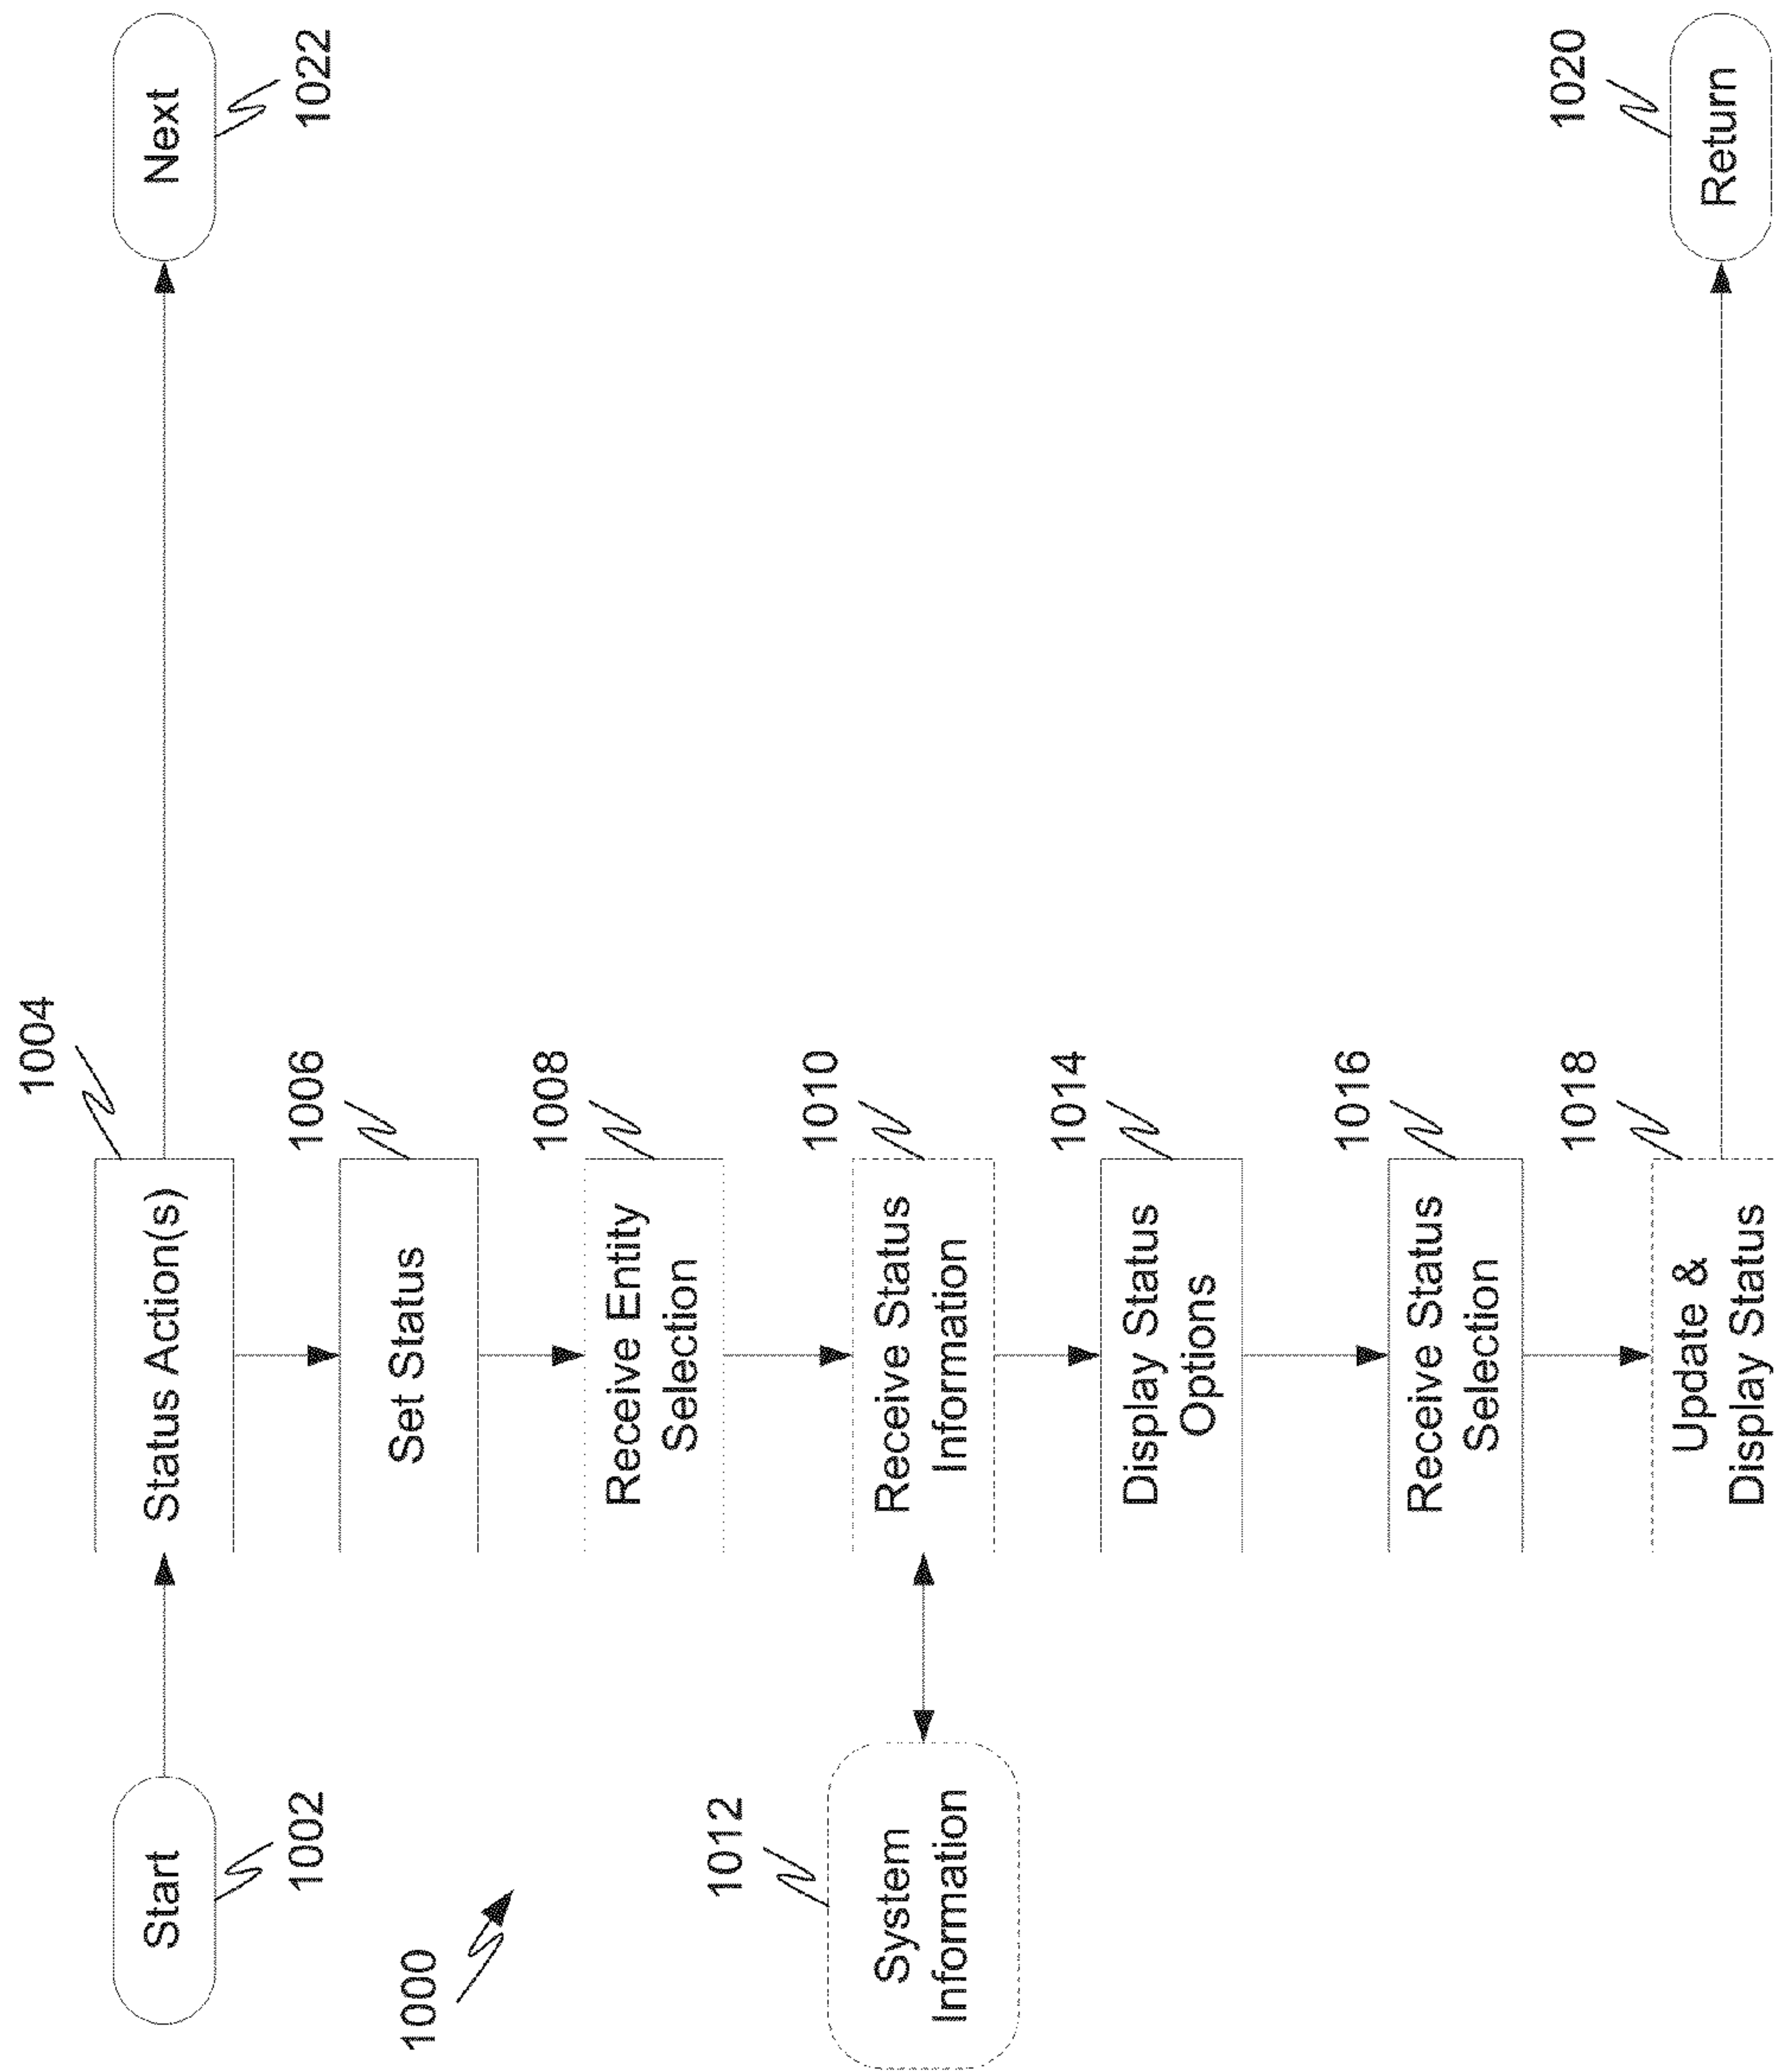 1004
Start
Status Action(s)
Next
1002
1006
1022
1000
Set Status
1008
Receive Entity
Selection
1012
1010
System
Information
Receive Status
Information
1014
Display Status
Options
1016
Receive Status
Selection
1018
1020
Update &
Display Status
Return